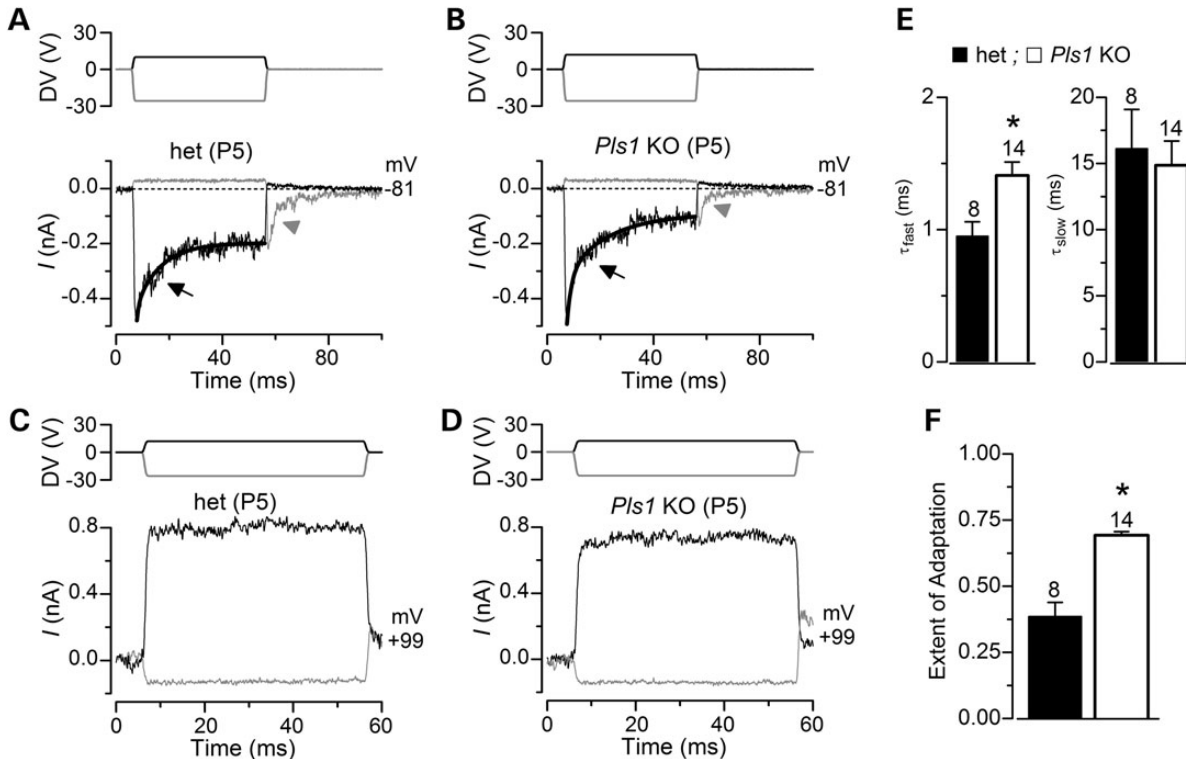 A
DV (V)
30
0
-30
het (P5)
mV
-81
I (nA)
0.0
-0.2
-0.4
0 40 80
Time (ms)
B
DV (V)
30
0
-30
Pls1 KO (P5)
mV
-81
I (nA)
0.0
-0.2
-0.4
0 40 80
Time (ms)
C
DV (V)
30
0
-30
het (P5)
I (nA)
0.8
0.4
0.0
mV
+99
0 20 40 60
Time (ms)
D
DV (V)
30
0
-30
Pls1 KO (P5)
I (nA)
0.8
0.4
0.0
mV
+99
0 20 40 60
Time (ms)
E
het ; Pls1 KO
τfast (ms)
2
1
0
8
*
14
τslow (ms)
20
15
10
5
0
8
14
F
Extent of Adaptation
1.00
0.75
0.50
0.25
0.00
8
*
14